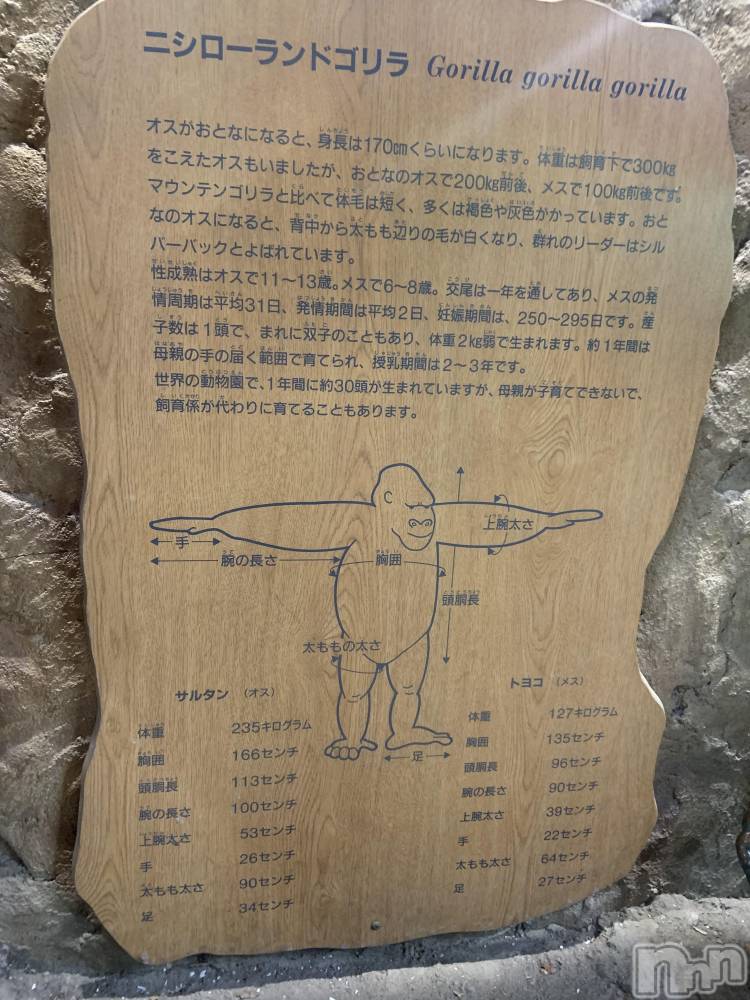 ニシローランドゴリラ Gorilla gorilla gorilla
オスがおとなになると、身長は170㎝くらいになります。体重は飼育下で300㎏
をこえたオスもいましたが、おとなのオスで200㎏前後、メスで100㎏前後です。
マウンテンゴリラと比べて体毛は短く、多くは褐色や灰色がかっています。おと
なのオスになると、背中から太もも辺りの毛が白くなり、群れのリーダーはシル
バーバックとよばれています。
性成熟はオスで11～13歳。メスで6～8歳。交尾は一年を通してあり、メスの発
情周期は平均31日、発情期間は平均2日、妊娠期間は、250～295日です。産
子数は1頭で、まれに双子のこともあり、体重2㎏弱で生まれます。約1年間は
母親の手の届く範囲で育てられ、授乳期間は2～3年です。
世界の動物園で、1年間に約30頭が生まれていますが、母親が子育てできないで、
飼育係が代わりに育てることもあります。
上腕太さ
手
腕の長さ
胸囲
頭胴長
太ももの太さ
足
サルタン （オス）
体重 235キログラム
胸囲 166センチ
頭胴長 113センチ
腕の長さ 100センチ
上腕太さ 53センチ
手 26センチ
太もも太さ 90センチ
足 34センチ
トヨコ （メス）
体重 127キログラム
胸囲 135センチ
頭胴長 96センチ
腕の長さ 90センチ
上腕太さ 39センチ
手 22センチ
太もも太さ 64センチ
足 27センチ